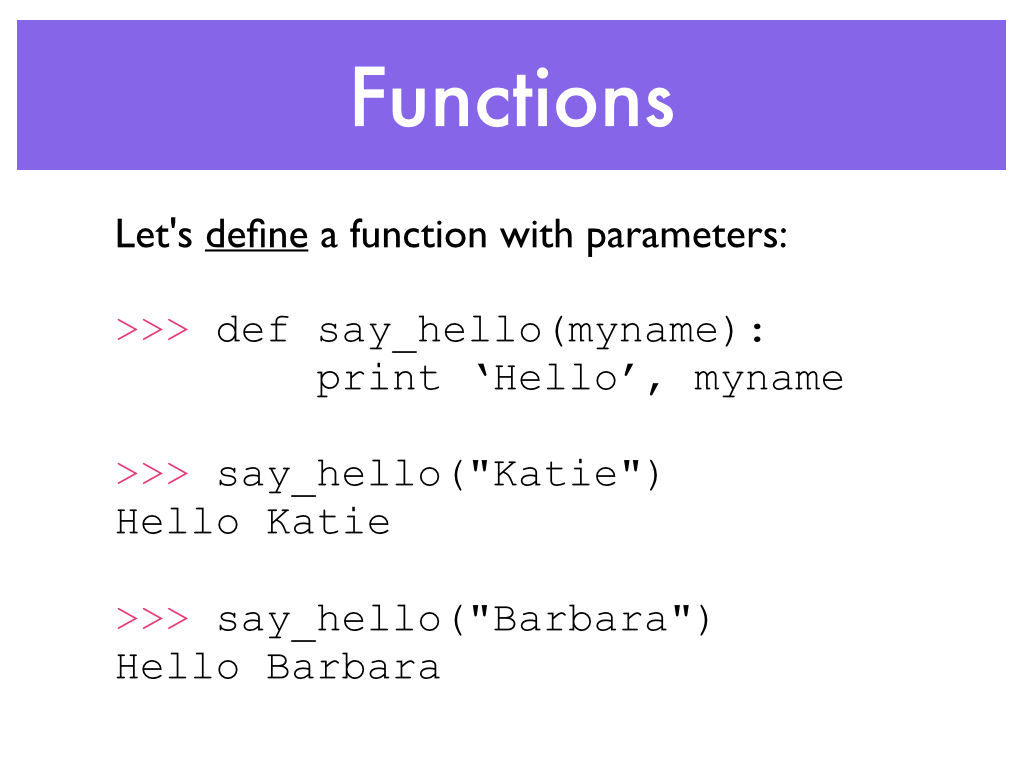 Functions
Let's define a function with parameters:
>>> def say_hello(myname):
        print ‘Hello’, myname
>>> say_hello("Katie")
Hello Katie
>>> say_hello("Barbara")
Hello Barbara